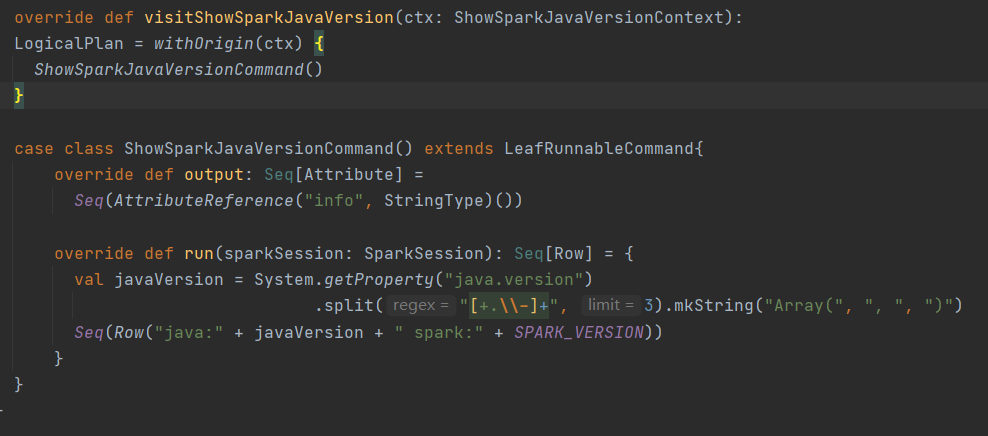 override def visitShowSparkJavaVersion(ctx: ShowSparkJavaVersionContext):
LogicalPlan = withOrigin(ctx) {
  ShowSparkJavaVersionCommand()
}

case class ShowSparkJavaVersionCommand() extends LeafRunnableCommand{
    override def output: Seq[Attribute] =
      Seq(AttributeReference("info", StringType)())

    override def run(sparkSession: SparkSession): Seq[Row] = {
      val javaVersion = System.getProperty("java.version")
                              .split( regex = "[+.\\-]+", limit = 3).mkString("Array(", ", ", ")")
      Seq(Row("java:" + javaVersion + " spark:" + SPARK_VERSION))
    }
}